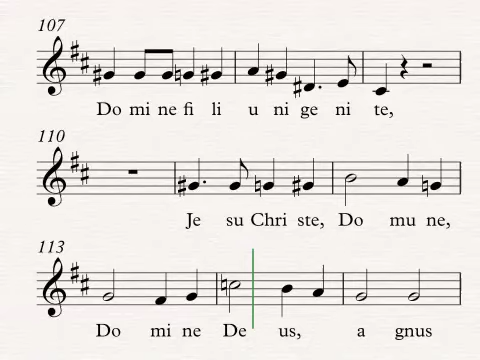 107
Do mi ne fi li u ni ge ni te,
110
Je su Chri ste, Do mu ne,
113
Do mi ne De us, a gnus